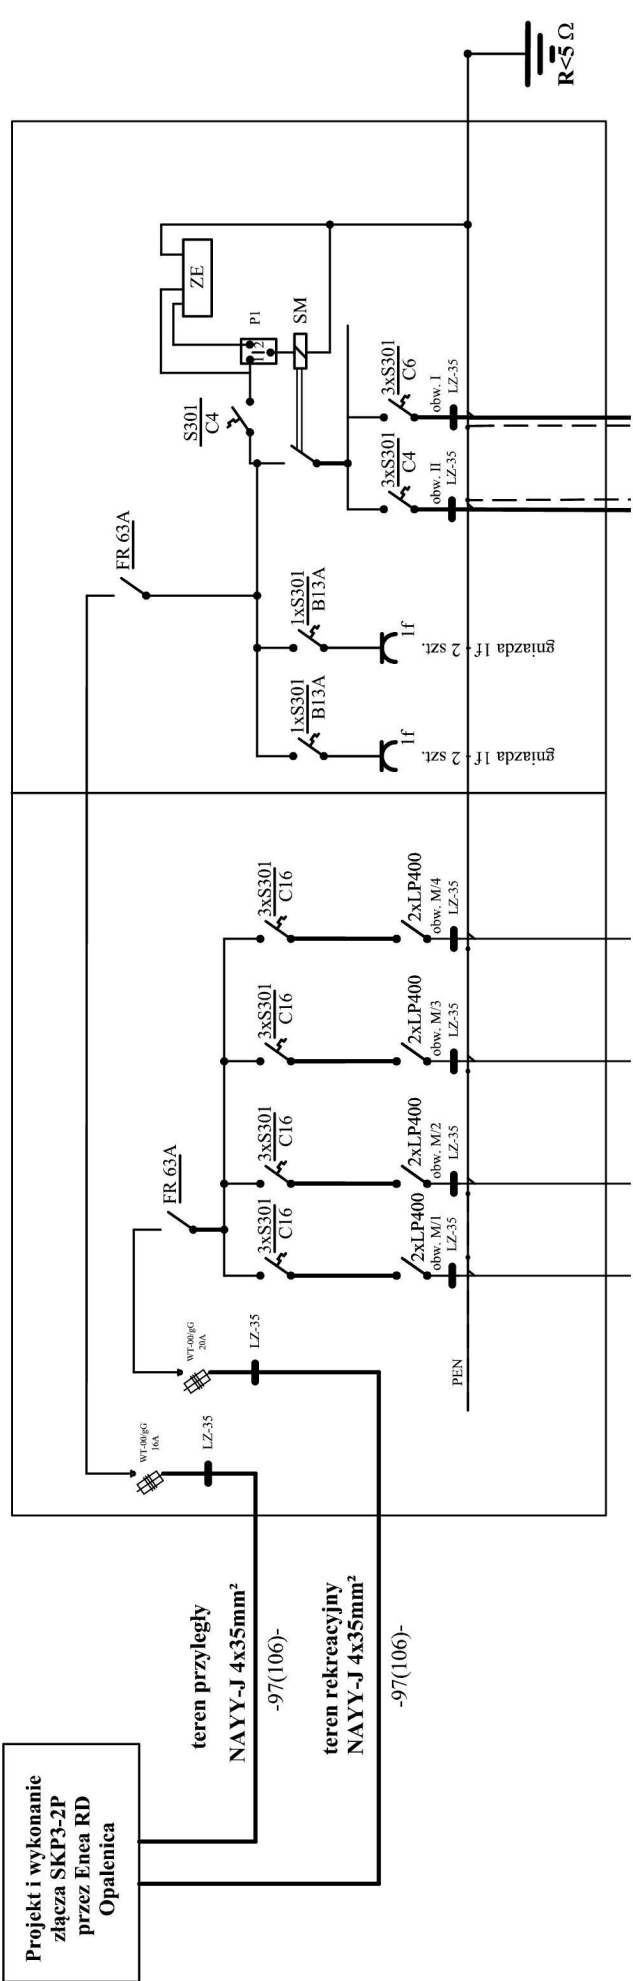 Projekt i wykonanie
złącza SKP3-2P
przez Enea RD
Opalenica
teren przyległy
NAYY-J 4x35mm²
-97(106)-
teren rekreacyjny
NAYY-J 4x35mm²
-97(106)-
WT-00/gG
16A
LZ-35
WT-00/gG
20A
LZ-35
PEN
FR 63A
3xS301
C16
2xLP400
obw. M/1
LZ-35
3xS301
C16
2xLP400
obw. M/2
LZ-35
3xS301
C16
2xLP400
obw. M/3
LZ-35
3xS301
C16
2xLP400
obw. M/4
LZ-35
FR 63A
1xS301
B13A
1f
gniazda 1f - 2 szt.
1xS301
B13A
1f
gniazda 1f - 2 szt.
S301
C4
P1
1 2
ZE
SM
3xS301
C4
obw. II
LZ-35
3xS301
C6
obw. I
LZ-35
R<5 Ω